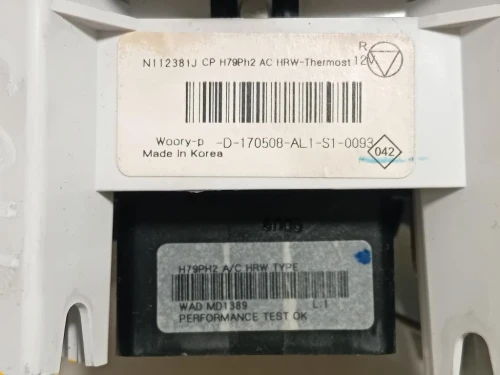 N112381J CP H79Ph2 AC HRW-Thermost 12V
R
Woory-p -D-170508-AL1-S1-0093
Made In Korea
042
H79PH2 A/C HRW TYPE
WAD MD1389 L:1
PERFORMANCE TEST OK